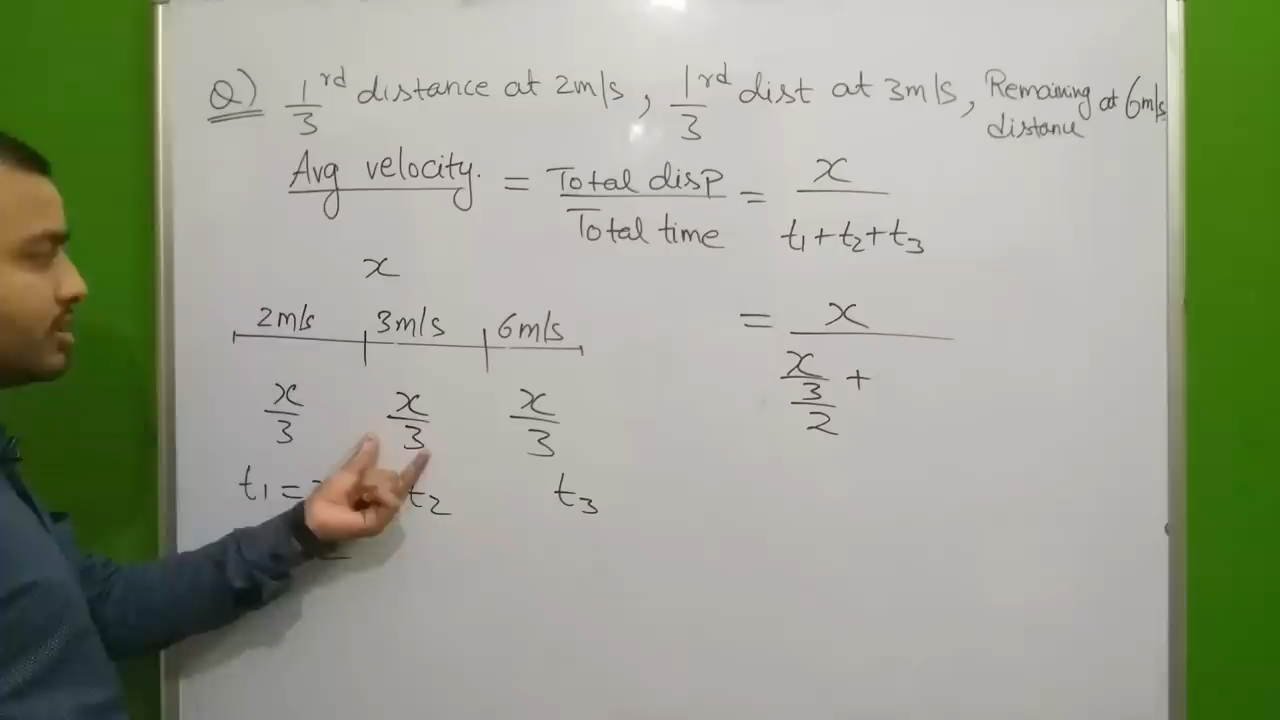 Q) 1/3 rd distance at 2m/s, 1/3 rd dist at 3m/s, Remaining distance at 6m/s
Avg velocity. = Total disp / Total time = x / t1+t2+t3
x
2m/s 3m/s 6m/s
x/3 x/3 x/3
t1 = t2 t3
= x / x/3/2 +